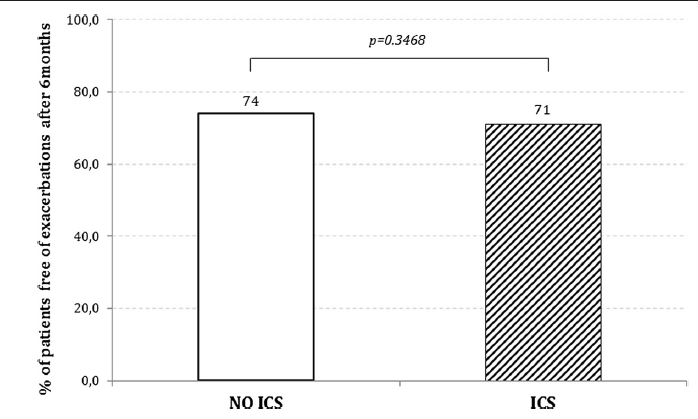 % of patients free of exacerbations after 6months
100,0
80,0
60,0
40,0
20,0
0,0
p=0.3468
74
71
NO ICS
ICS